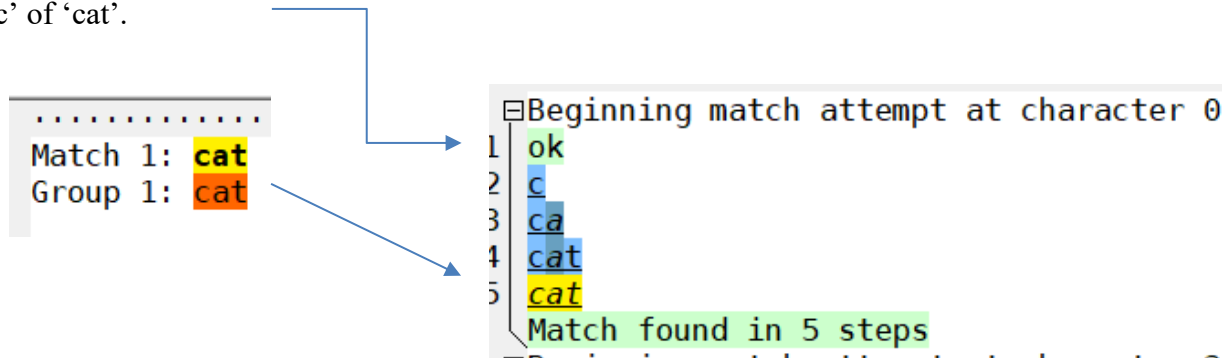 c’ of ‘cat’.
.............
Match 1: cat
Group 1: cat
Beginning match attempt at character 0
1 ok
2 c
3 ca
4 cat
5 cat
Match found in 5 steps